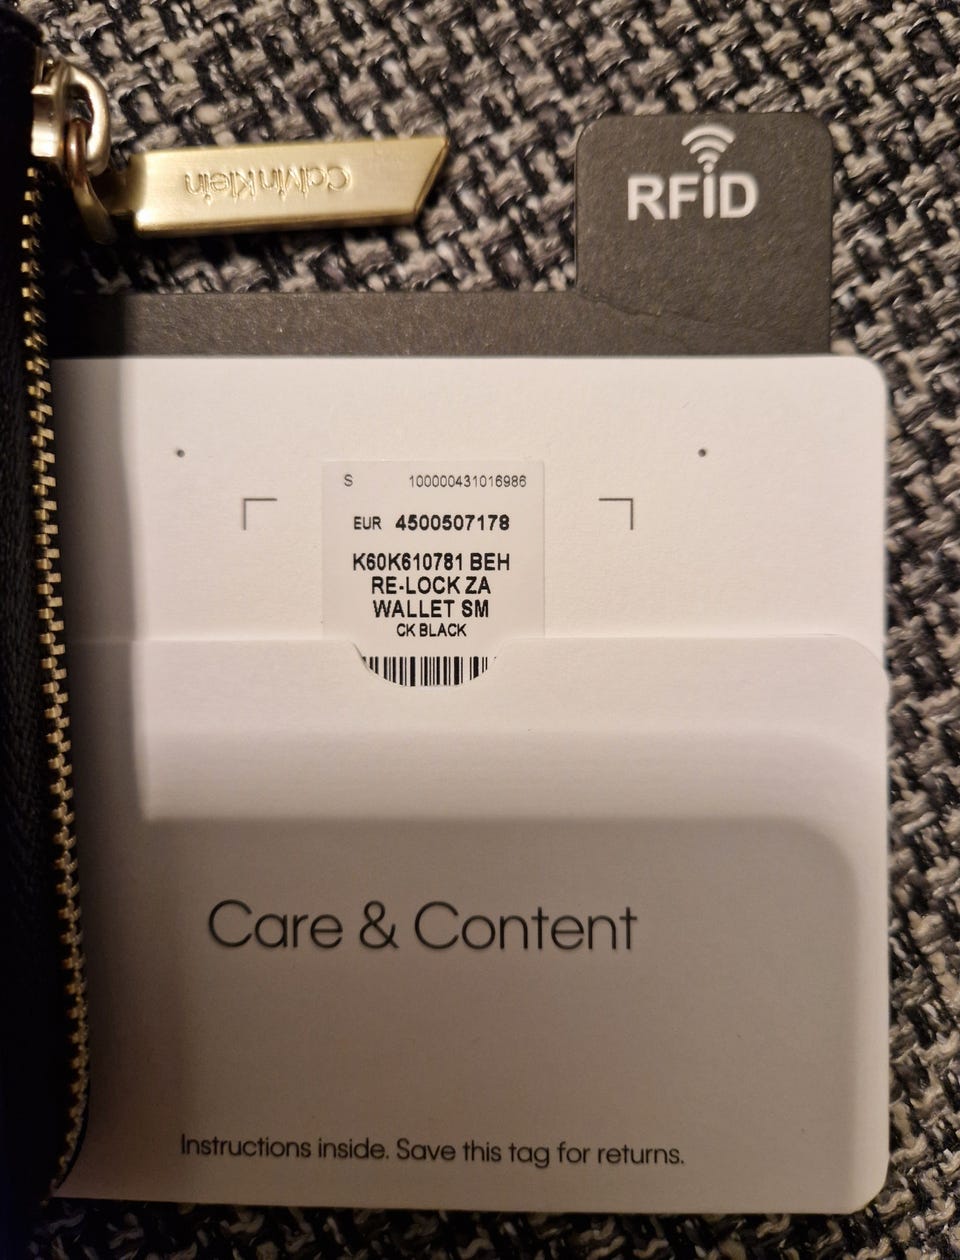 Calvin Klein
RFiD
S 100000431016986
EUR 4500507178
K60K610781 BEH
RE-LOCK ZA
WALLET SM
CK BLACK
Care & Content
Instructions inside. Save this tag for returns.